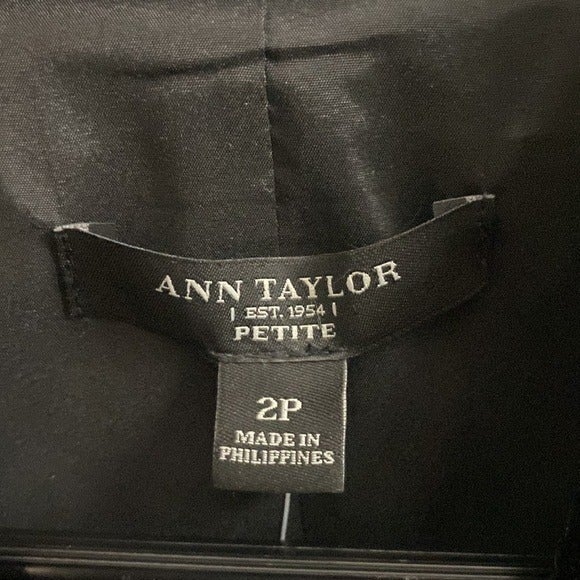 ANN TAYLOR
| EST. 1954 |
PETITE
2P
MADE IN
PHILIPPINES